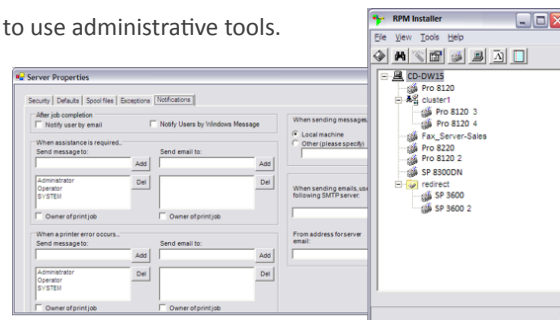 to use administrative tools.
RPM Installer
File View Tools Help
CD-DW15
Pro 8120
cluster1
Pro 8120 3
Pro 8120 4
Fax_Server-Sales
Pro 8220
Pro 8120 2
SP 8300DN
redirect
SP 3600
SP 3600 2
Server Properties
Security Defaults Spool files Exceptions Notifications
After job completion
Notify user by email
Notify Users by Windows Message
When assistance is required..
Send message to:
Send email to:
Add
Add
Administrator
Operator
SYSTEM
Del
Del
Owner of print job
Owner of print job
When a printer error occurs..
Send message to:
Send email to:
Add
Add
Administrator
Operator
SYSTEM
Del
Del
Owner of print job
Owner of print job
When sending messages,
Local machine
Other (please specify)
When sending emails, use
following SMTP server:
From address for server
email: